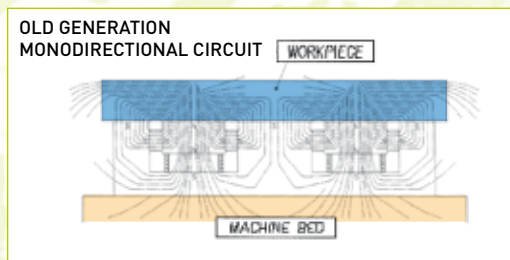 OLD GENERATION
MONODIRECTIONAL CIRCUIT
WORKPIECE
MACHINE BED